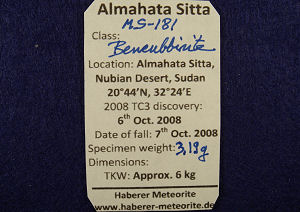 Almahata Sitta
MS-181
Class:
Bencubbinite
Location: Almahata Sitta,
Nubian Desert, Sudan
20°44'N, 32°24'E
2008 TC3 discovery:
6th Oct. 2008
Date of fall: 7th Oct. 2008
Specimen weight: 3,19g
Dimensions:
TKW: Approx. 6 kg
Haberer Meteorite
www.haberer-meteorite.de